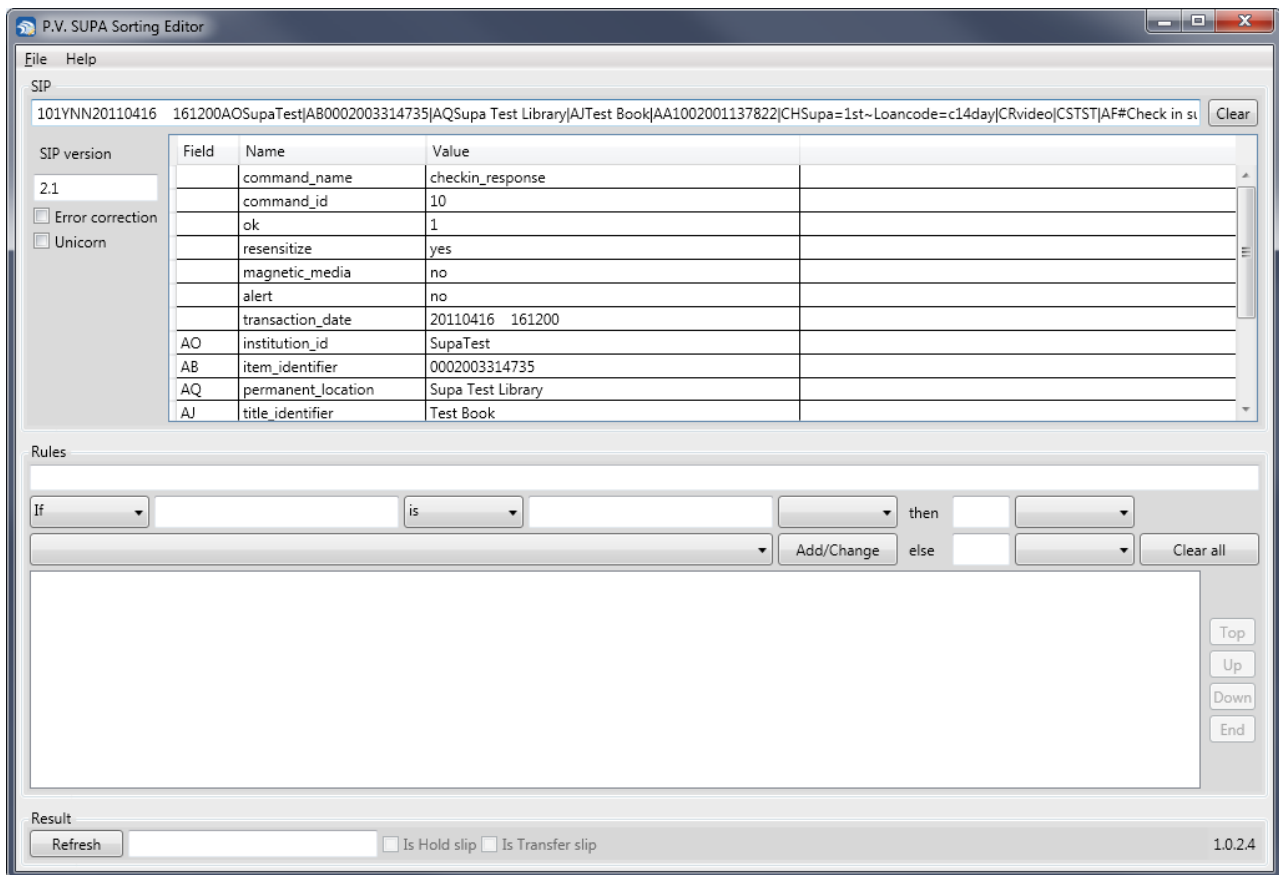 P.V. SUPA Sorting Editor
File Help
SIP
101YNN20110416    161200AOSupaTest|AB0002003314735|AQSupa Test Library|AJTest Book|AA1002001137822|CHSupa=1st~Loancode=c14day|CRvideo|CSTST|AF#Check in Clear
SIP version Field Name Value
2.1
Error correction
Unicorn
command_name checkin_response
command_id 10
ok 1
resensitize yes
magnetic_media no
alert no
transaction_date 20110416    161200
AO institution_id SupaTest
AB item_identifier 0002003314735
AQ permanent_location Supa Test Library
AJ title_identifier Test Book
Rules
If is then
Add/Change else Clear all
Top
Up
Down
End
Result
Refresh Is Hold slip Is Transfer slip 1.0.2.4